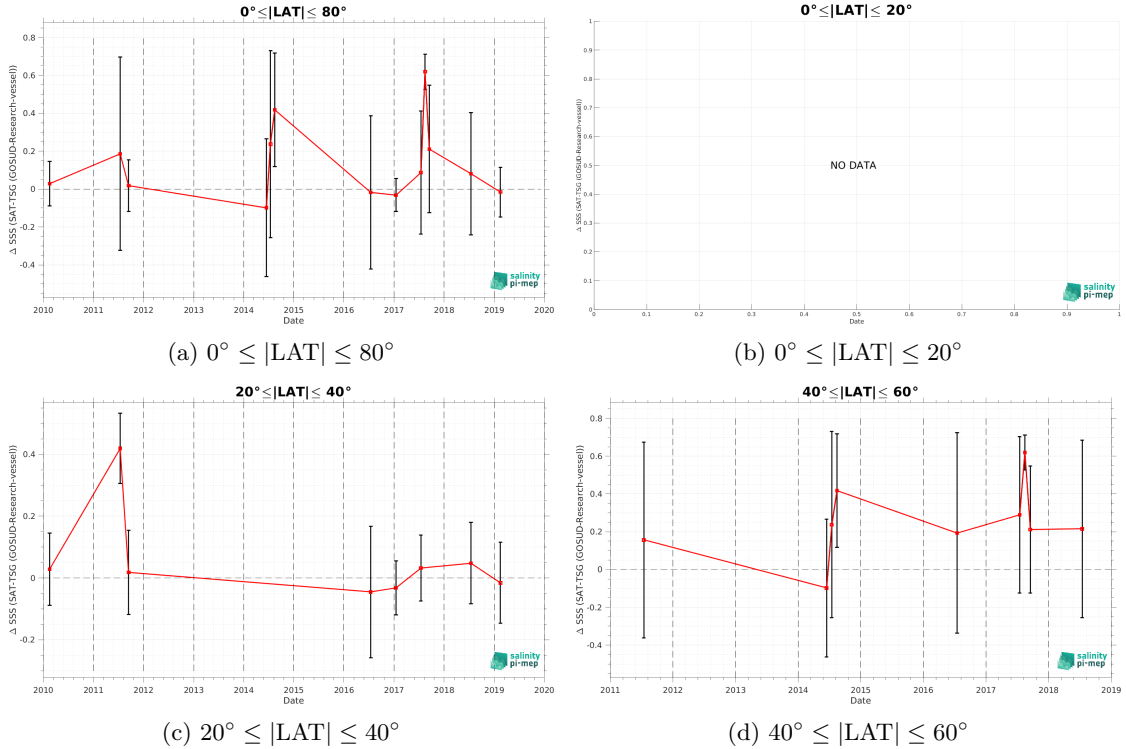 0°≤|LAT|≤ 80°
Δ SSS (SAT-TSG (GOSUD-Research-vessel))
0.8
0.6
0.4
0.2
0
-0.2
-0.4
2010 2011 2012 2013 2014 2015 2016 2017 2018 2019 2020
Date
salinity
pi-mep
(a) 0° ≤ |LAT| ≤ 80°
0°≤|LAT|≤ 20°
Δ SSS (SAT-TSG (GOSUD-Research-vessel))
1
0.9
0.8
0.7
0.6
0.5
0.4
0.3
0.2
0.1
0
NO DATA
0 0.1 0.2 0.3 0.4 0.5 0.6 0.7 0.8 0.9 1
Date
salinity
pi-mep
(b) 0° ≤ |LAT| ≤ 20°
20°≤|LAT|≤ 40°
Δ SSS (SAT-TSG (GOSUD-Research-vessel))
0.4
0.2
0
-0.2
2010 2011 2012 2013 2014 2015 2016 2017 2018 2019 2020
Date
salinity
pi-mep
(c) 20° ≤ |LAT| ≤ 40°
40°≤|LAT|≤ 60°
Δ SSS (SAT-TSG (GOSUD-Research-vessel))
0.8
0.6
0.4
0.2
0
-0.2
-0.4
2011 2012 2013 2014 2015 2016 2017 2018 2019
Date
salinity
pi-mep
(d) 40° ≤ |LAT| ≤ 60°